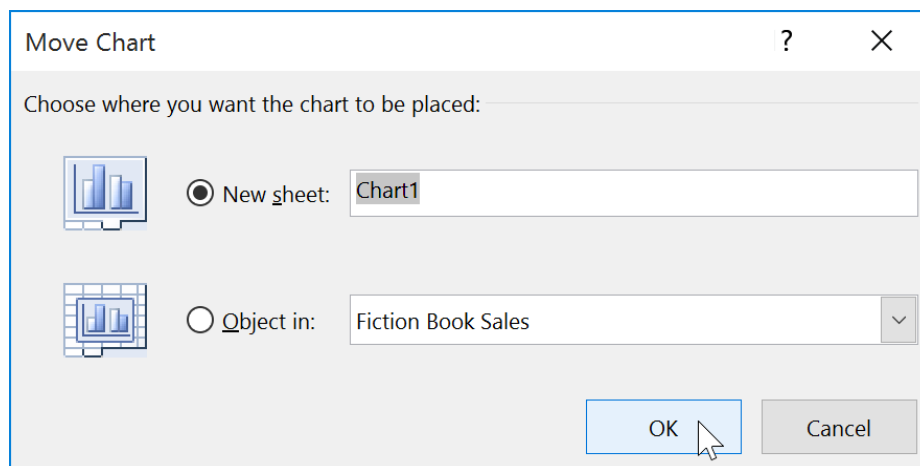 Move Chart ?
Choose where you want the chart to be placed:
New sheet: Chart1
Object in: Fiction Book Sales
OK Cancel